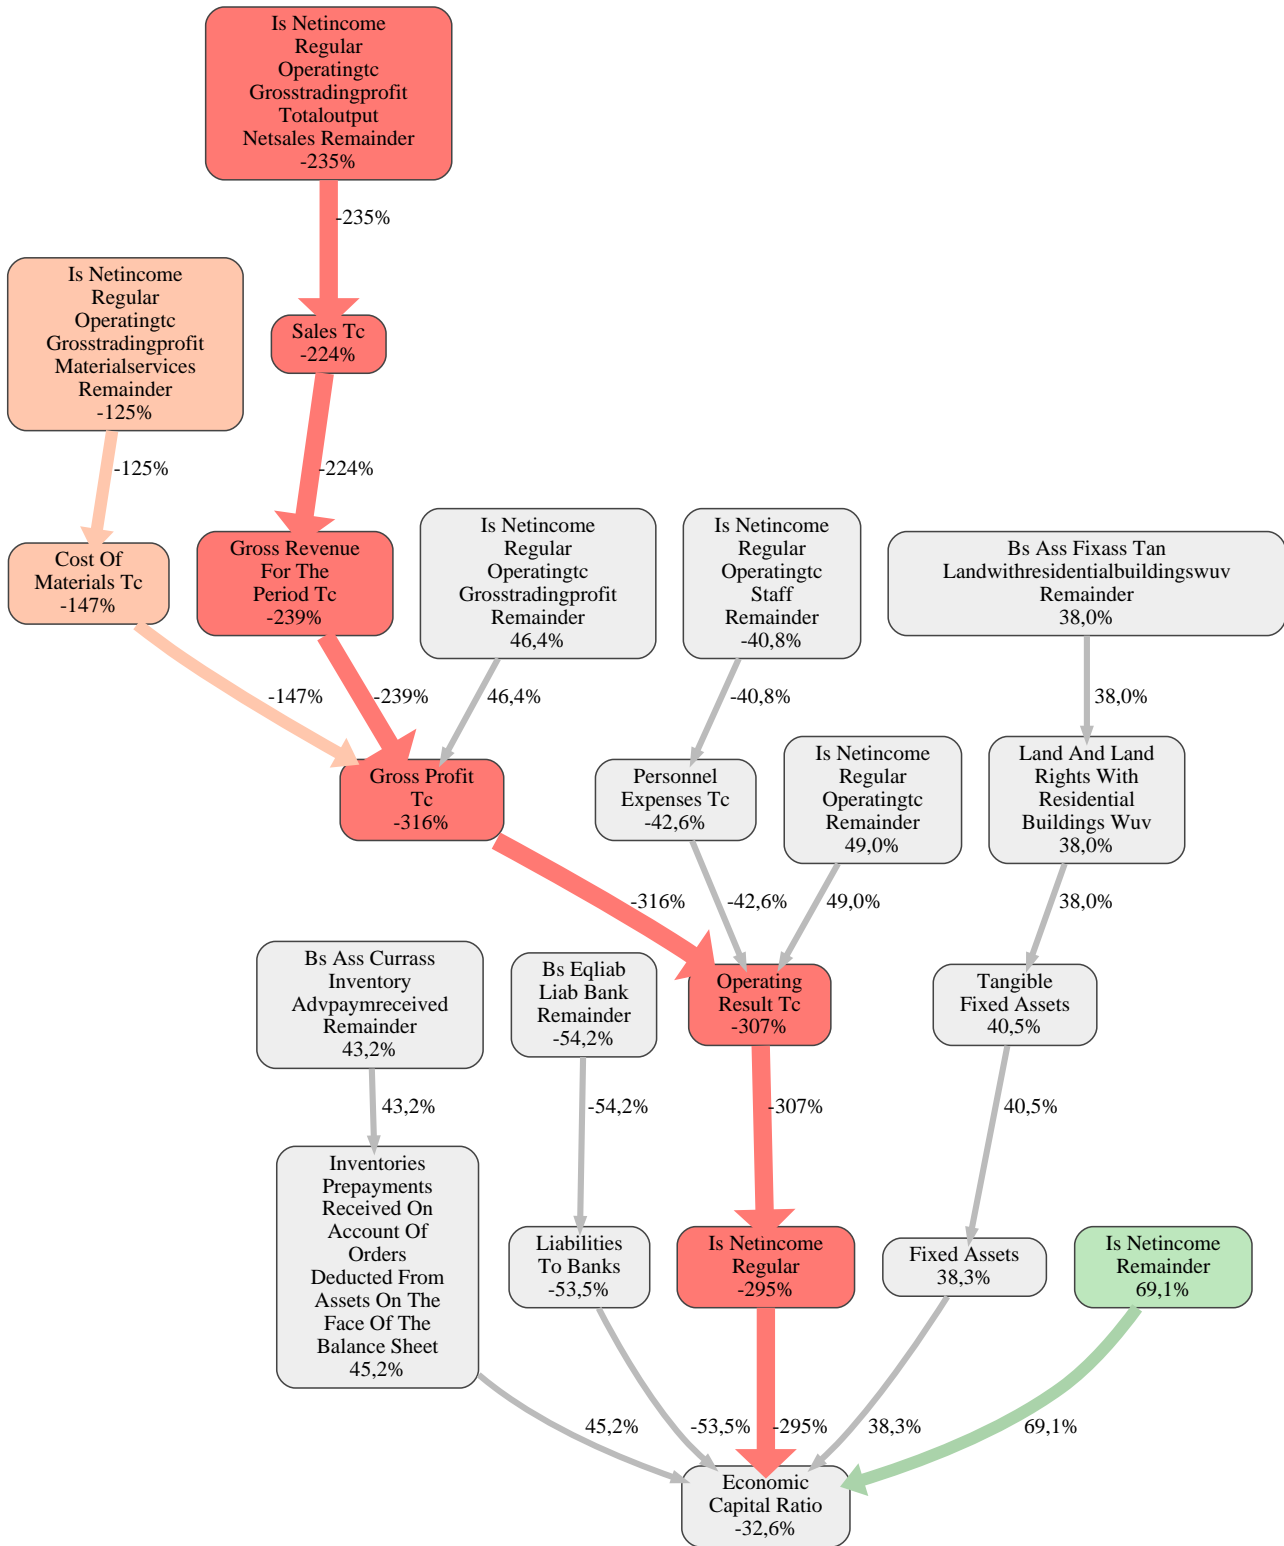 Is Netincome
Regular
Operatingtc
Grosstradingprofit
Totaloutput
Netsales Remainder
-235%
-235%
Is Netincome
Regular
Operatingtc
Grosstradingprofit
Materialservices
Remainder
-125%
Sales Tc
-224%
-125%
-224%
Cost Of
Materials Tc
-147%
Gross Revenue
For The
Period Tc
-239%
Is Netincome
Regular
Operatingtc
Grosstradingprofit
Remainder
46,4%
Is Netincome
Regular
Operatingtc
Staff
Remainder
-40,8%
Bs Ass Fixass Tan
Landwithresidentialbuildingswuv
Remainder
38,0%
-147%
-239%
46,4%
-40,8%
38,0%
Gross Profit
Tc
-316%
Personnel
Expenses Tc
-42,6%
Is Netincome
Regular
Operatingtc
Remainder
49,0%
Land And Land
Rights With
Residential
Buildings Wuv
38,0%
-316%
-42,6%
49,0%
38,0%
Bs Ass Currass
Inventory
Advpaymreceived
Remainder
43,2%
Bs Eqliab
Liab Bank
Remainder
-54,2%
Operating
Result Tc
-307%
Tangible
Fixed Assets
40,5%
43,2%
-54,2%
-307%
40,5%
Inventories
Prepayments
Received On
Account Of
Orders
Deducted From
Assets On The
Face Of The
Balance Sheet
45,2%
Liabilities
To Banks
-53,5%
Is Netincome
Regular
-295%
Fixed Assets
38,3%
Is Netincome
Remainder
69,1%
45,2%
-53,5%
-295%
38,3%
69,1%
Economic
Capital Ratio
-32,6%